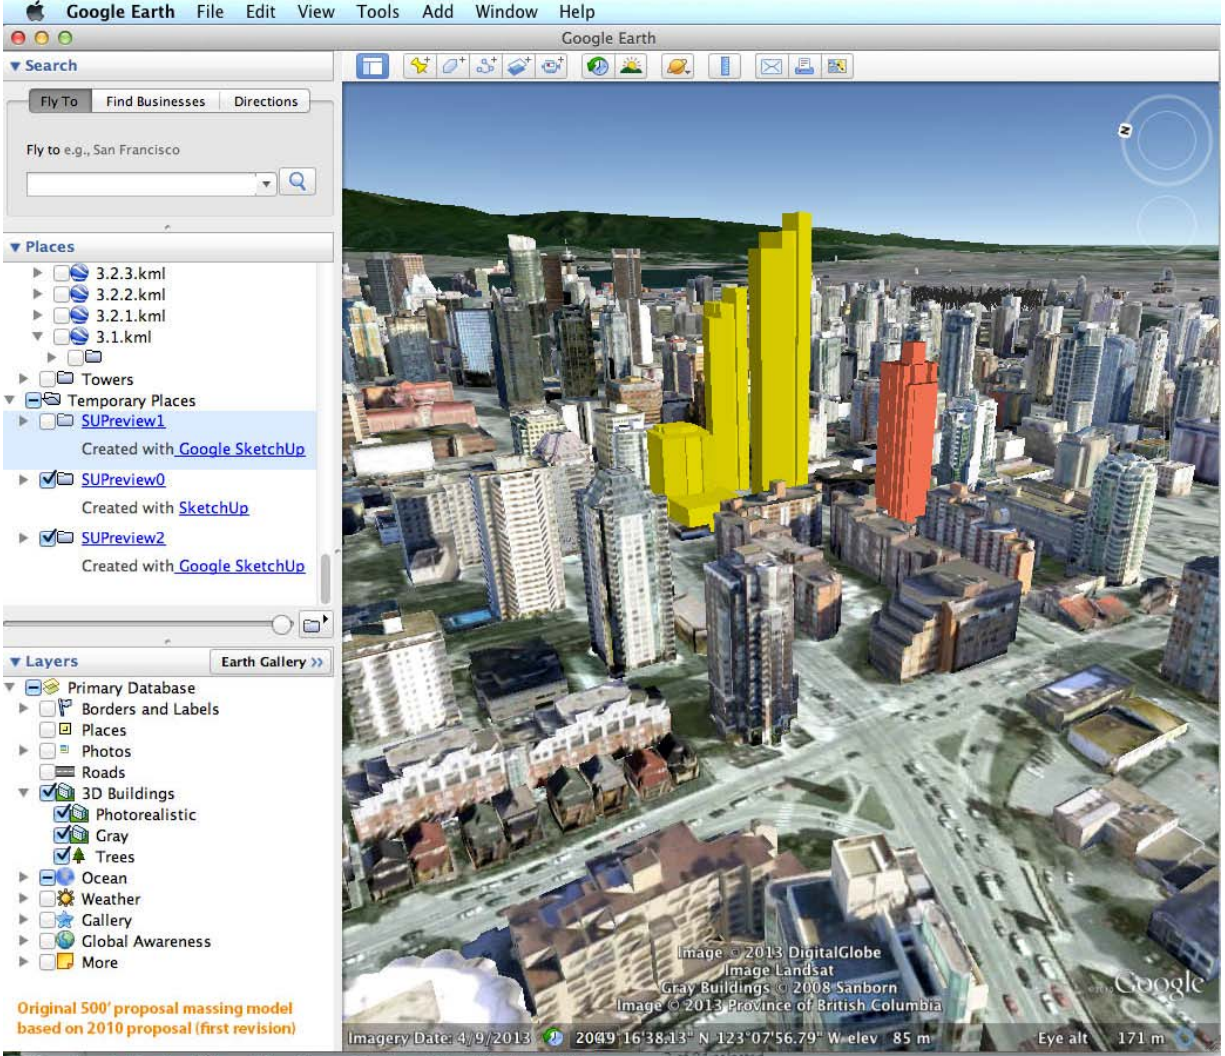 Google Earth File Edit View Tools Add Window Help
Google Earth
Search
Fly To Find Businesses Directions
Fly to e.g., San Francisco
Places
3.2.3.kml
3.2.2.kml
3.2.1.kml
3.1.kml
Towers
Temporary Places
SUPreview1
Created with Google SketchUp
SUPreview0
Created with SketchUp
SUPreview2
Created with Google SketchUp
Layers Earth Gallery >>
Primary Database
Borders and Labels
Places
Photos
Roads
3D Buildings
Photorealistic
Gray
Trees
Ocean
Weather
Gallery
Global Awareness
More
Original 500' proposal massing model
based on 2010 proposal (first revision)
N
Image © 2013 DigitalGlobe
Image Landsat
Gray Buildings © 2008 Sanborn
Image © 2013 Province of British Columbia
Google
Imagery Date: 4/9/2013 16'38.13" N 123°07'56.79" W elev 85 m Eye alt 171 m